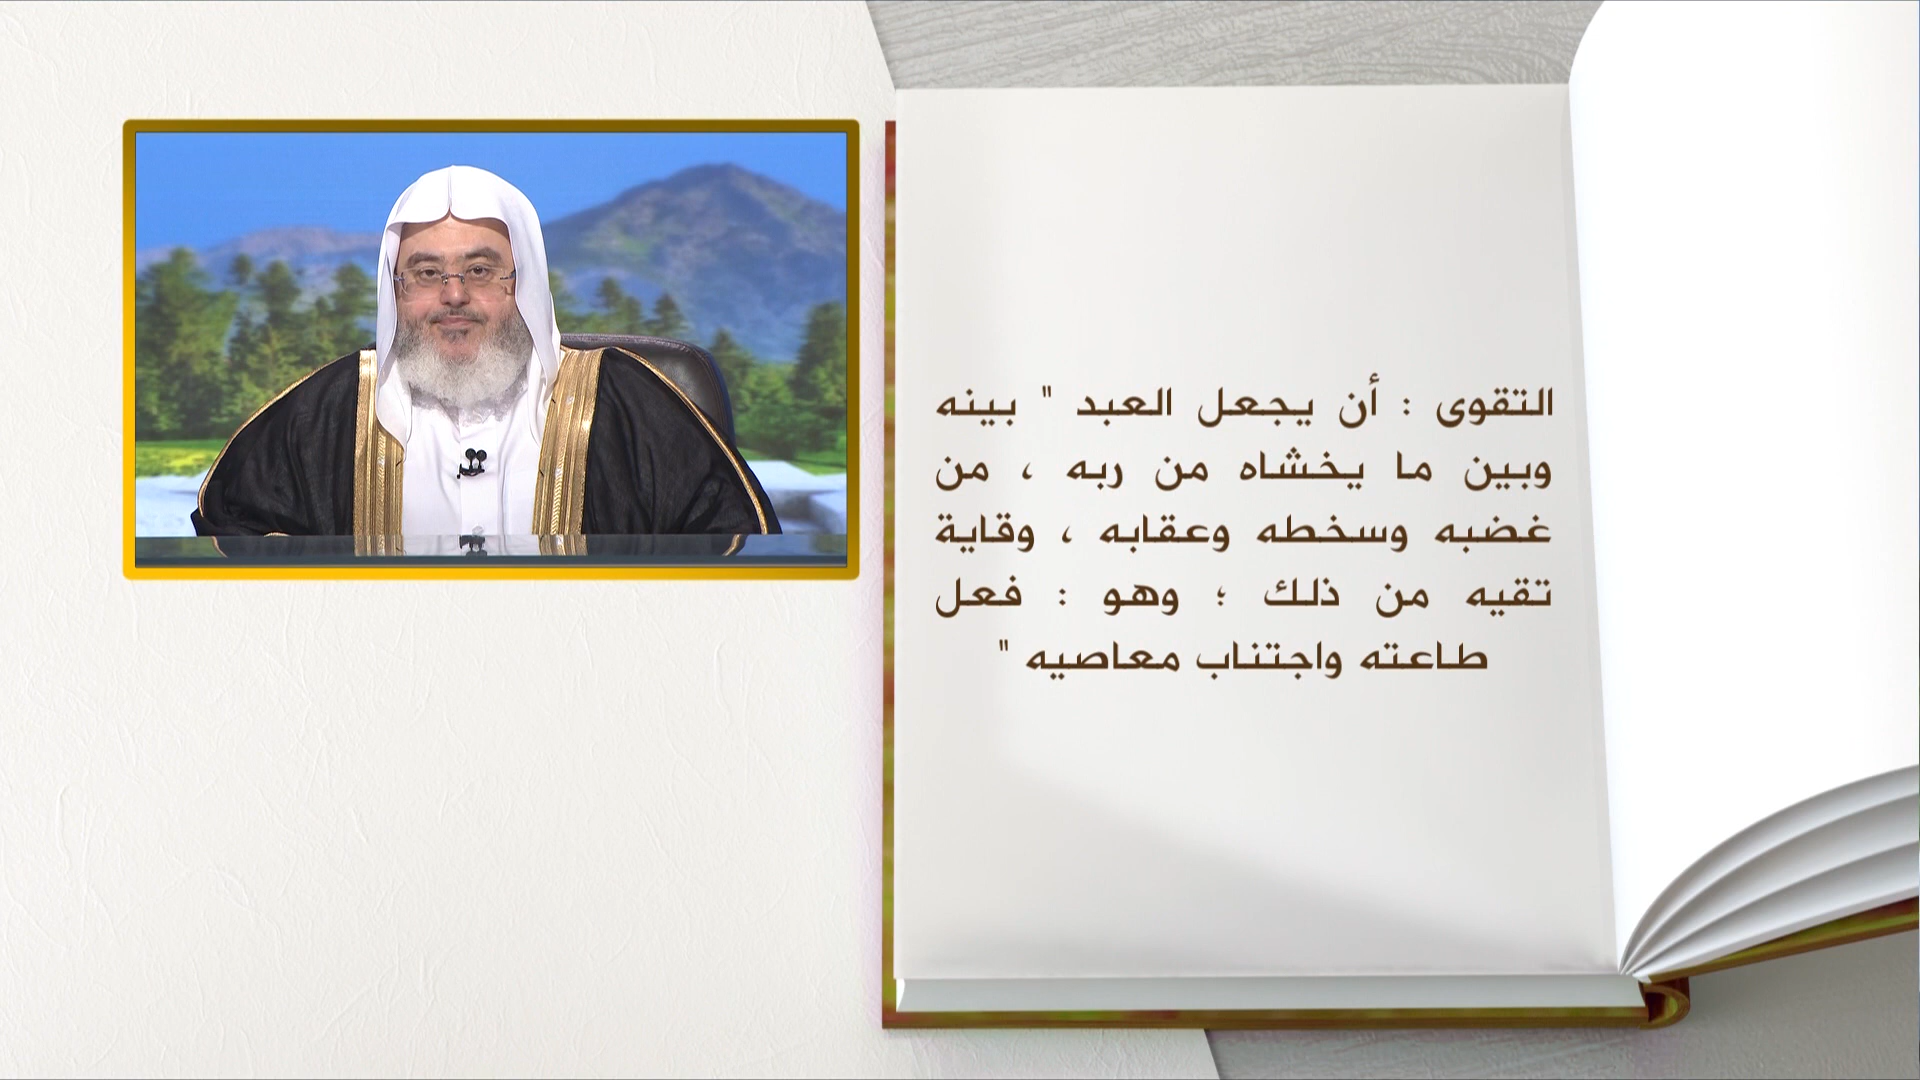 التقوى : أن يجعل العبد " بينه
وبين ما يخشاه من ربه ، من
غضبه وسخطه وعقابه ، وقاية
تقيه من ذلك ؛ وهو : فعل
طاعته واجتناب معاصيه "